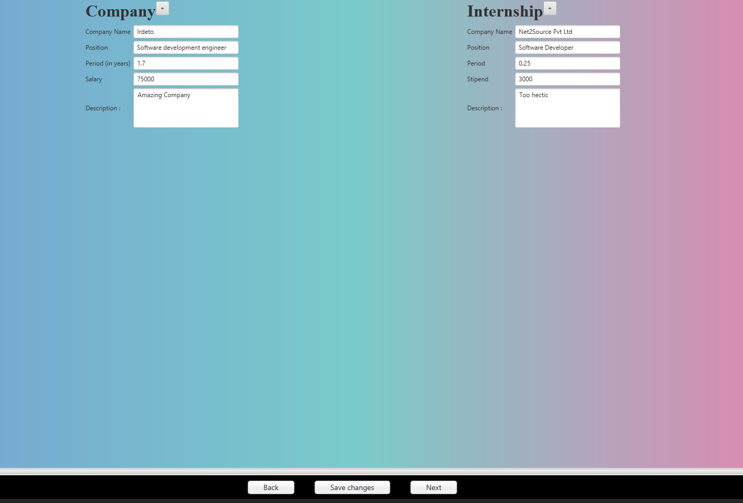 Company +
Company Name Irdeto
Position Software development engineer
Period (in years) 1.7
Salary 75000
Description : Amazing Company
Internship +
Company Name Net2Source Pvt Ltd
Position Software Developer
Period 0.25
Stipend 3000
Description : Too hectic
Back Save changes Next